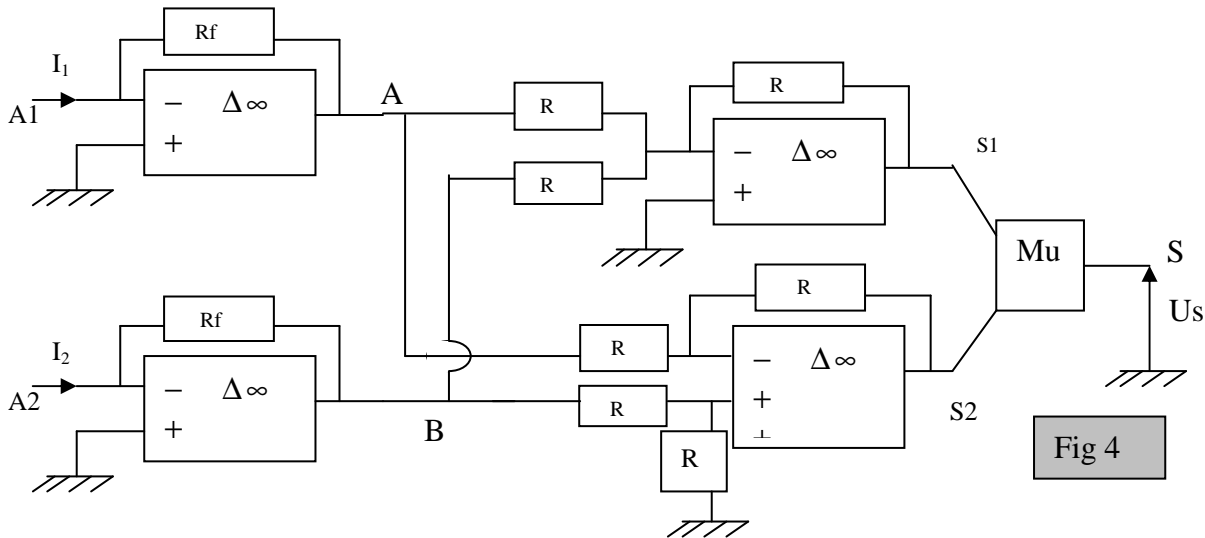 Rf
I₁
A1
− Δ∞
+
A
R
R
R
− Δ∞
+
S1
Mu
S
Us
Rf
I₂
A2
− Δ∞
+
B
R
R
R
R
− Δ∞
+
+
S2
Fig 4